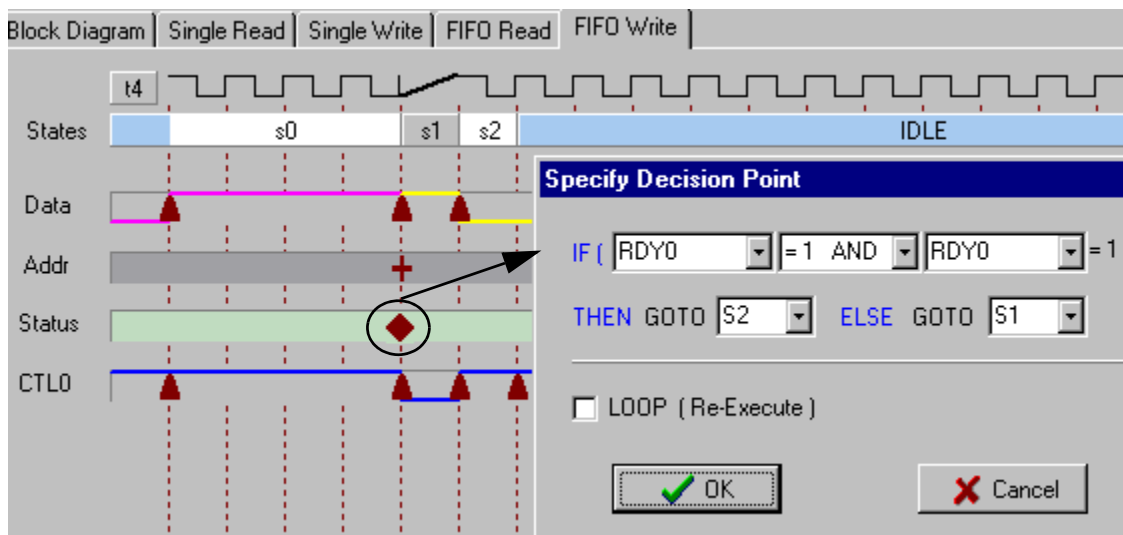 Block Diagram Single Read Single Write FIFO Read FIFO Write
t4
States s0 s1 s2 IDLE
Specify Decision Point
Data
IF ( RDY0 =1 AND RDY0 =1
Addr
THEN GOTO S2 ELSE GOTO S1
Status
CTL0
LOOP ( Re-Execute )
OK Cancel